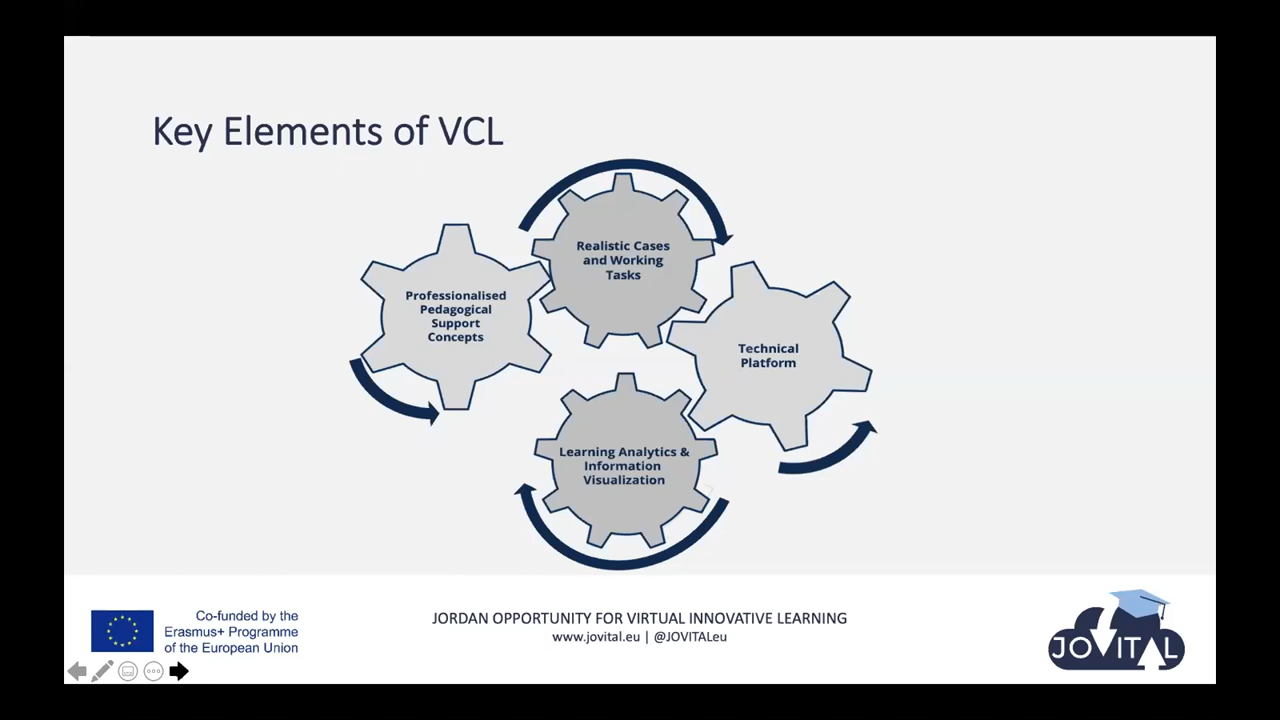 Key Elements of VCL
Realistic Cases
and Working
Tasks
Professionalised
Pedagogical
Support
Concepts
Technical
Platform
Learning Analytics &
Information
Visualization
Co-funded by the
Erasmus+ Programme
of the European Union
JORDAN OPPORTUNITY FOR VIRTUAL INNOVATIVE LEARNING
www.jovital.eu | @JOVITALeu
JOVITAL